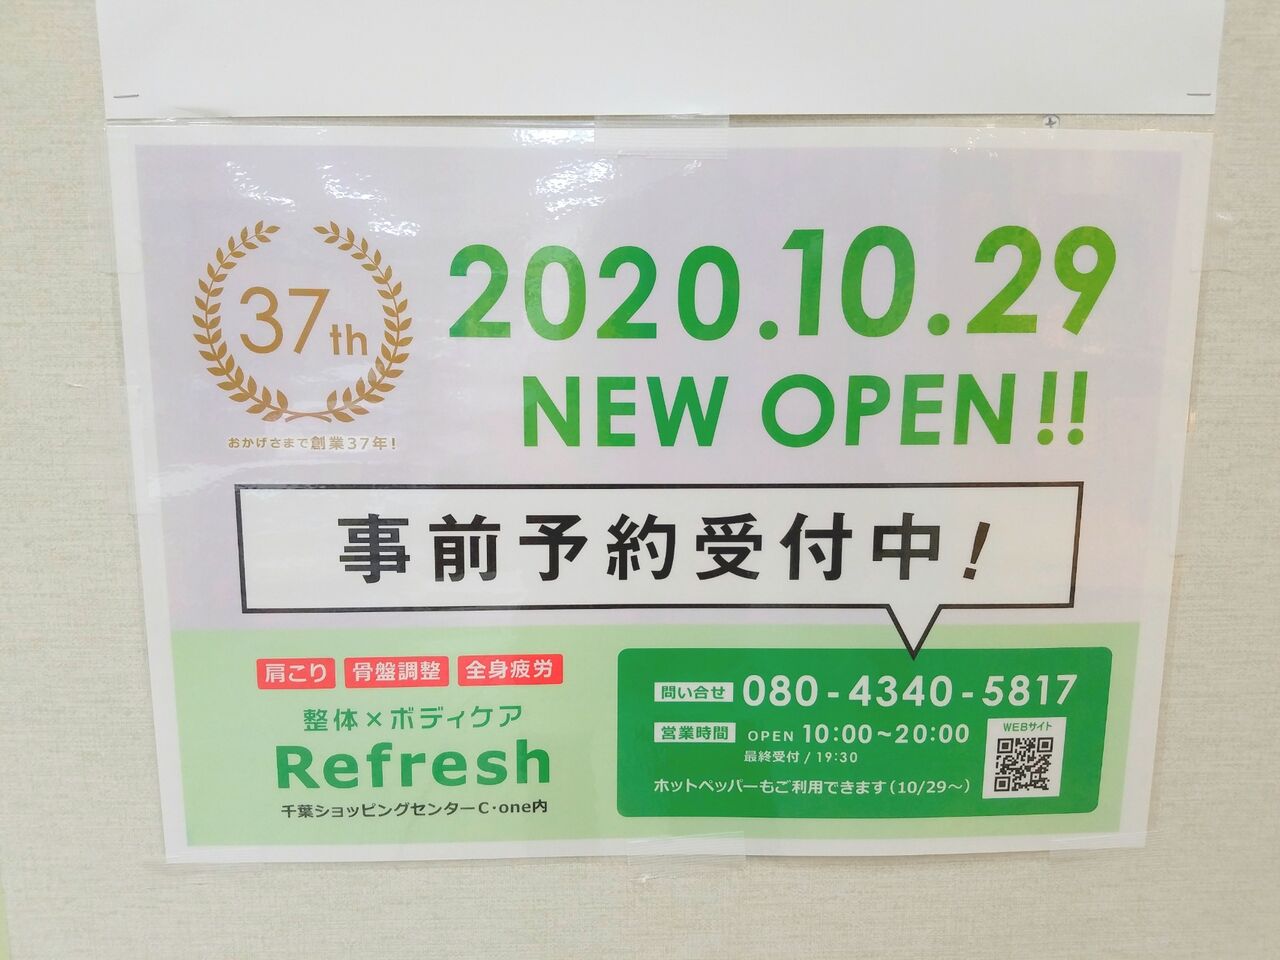 37th
おかげさまで創業37年!
2020.10.29
NEW OPEN!!
事前予約受付中!
肩こり 骨盤調整 全身疲労
整体×ボディケア
Refresh
千葉ショッピングセンターC・one内
問い合せ 080-4340-5817
営業時間 OPEN 10:00~20:00
最終受付/19:30
ホットペッパーもご利用できます(10/29~)
WEBサイト